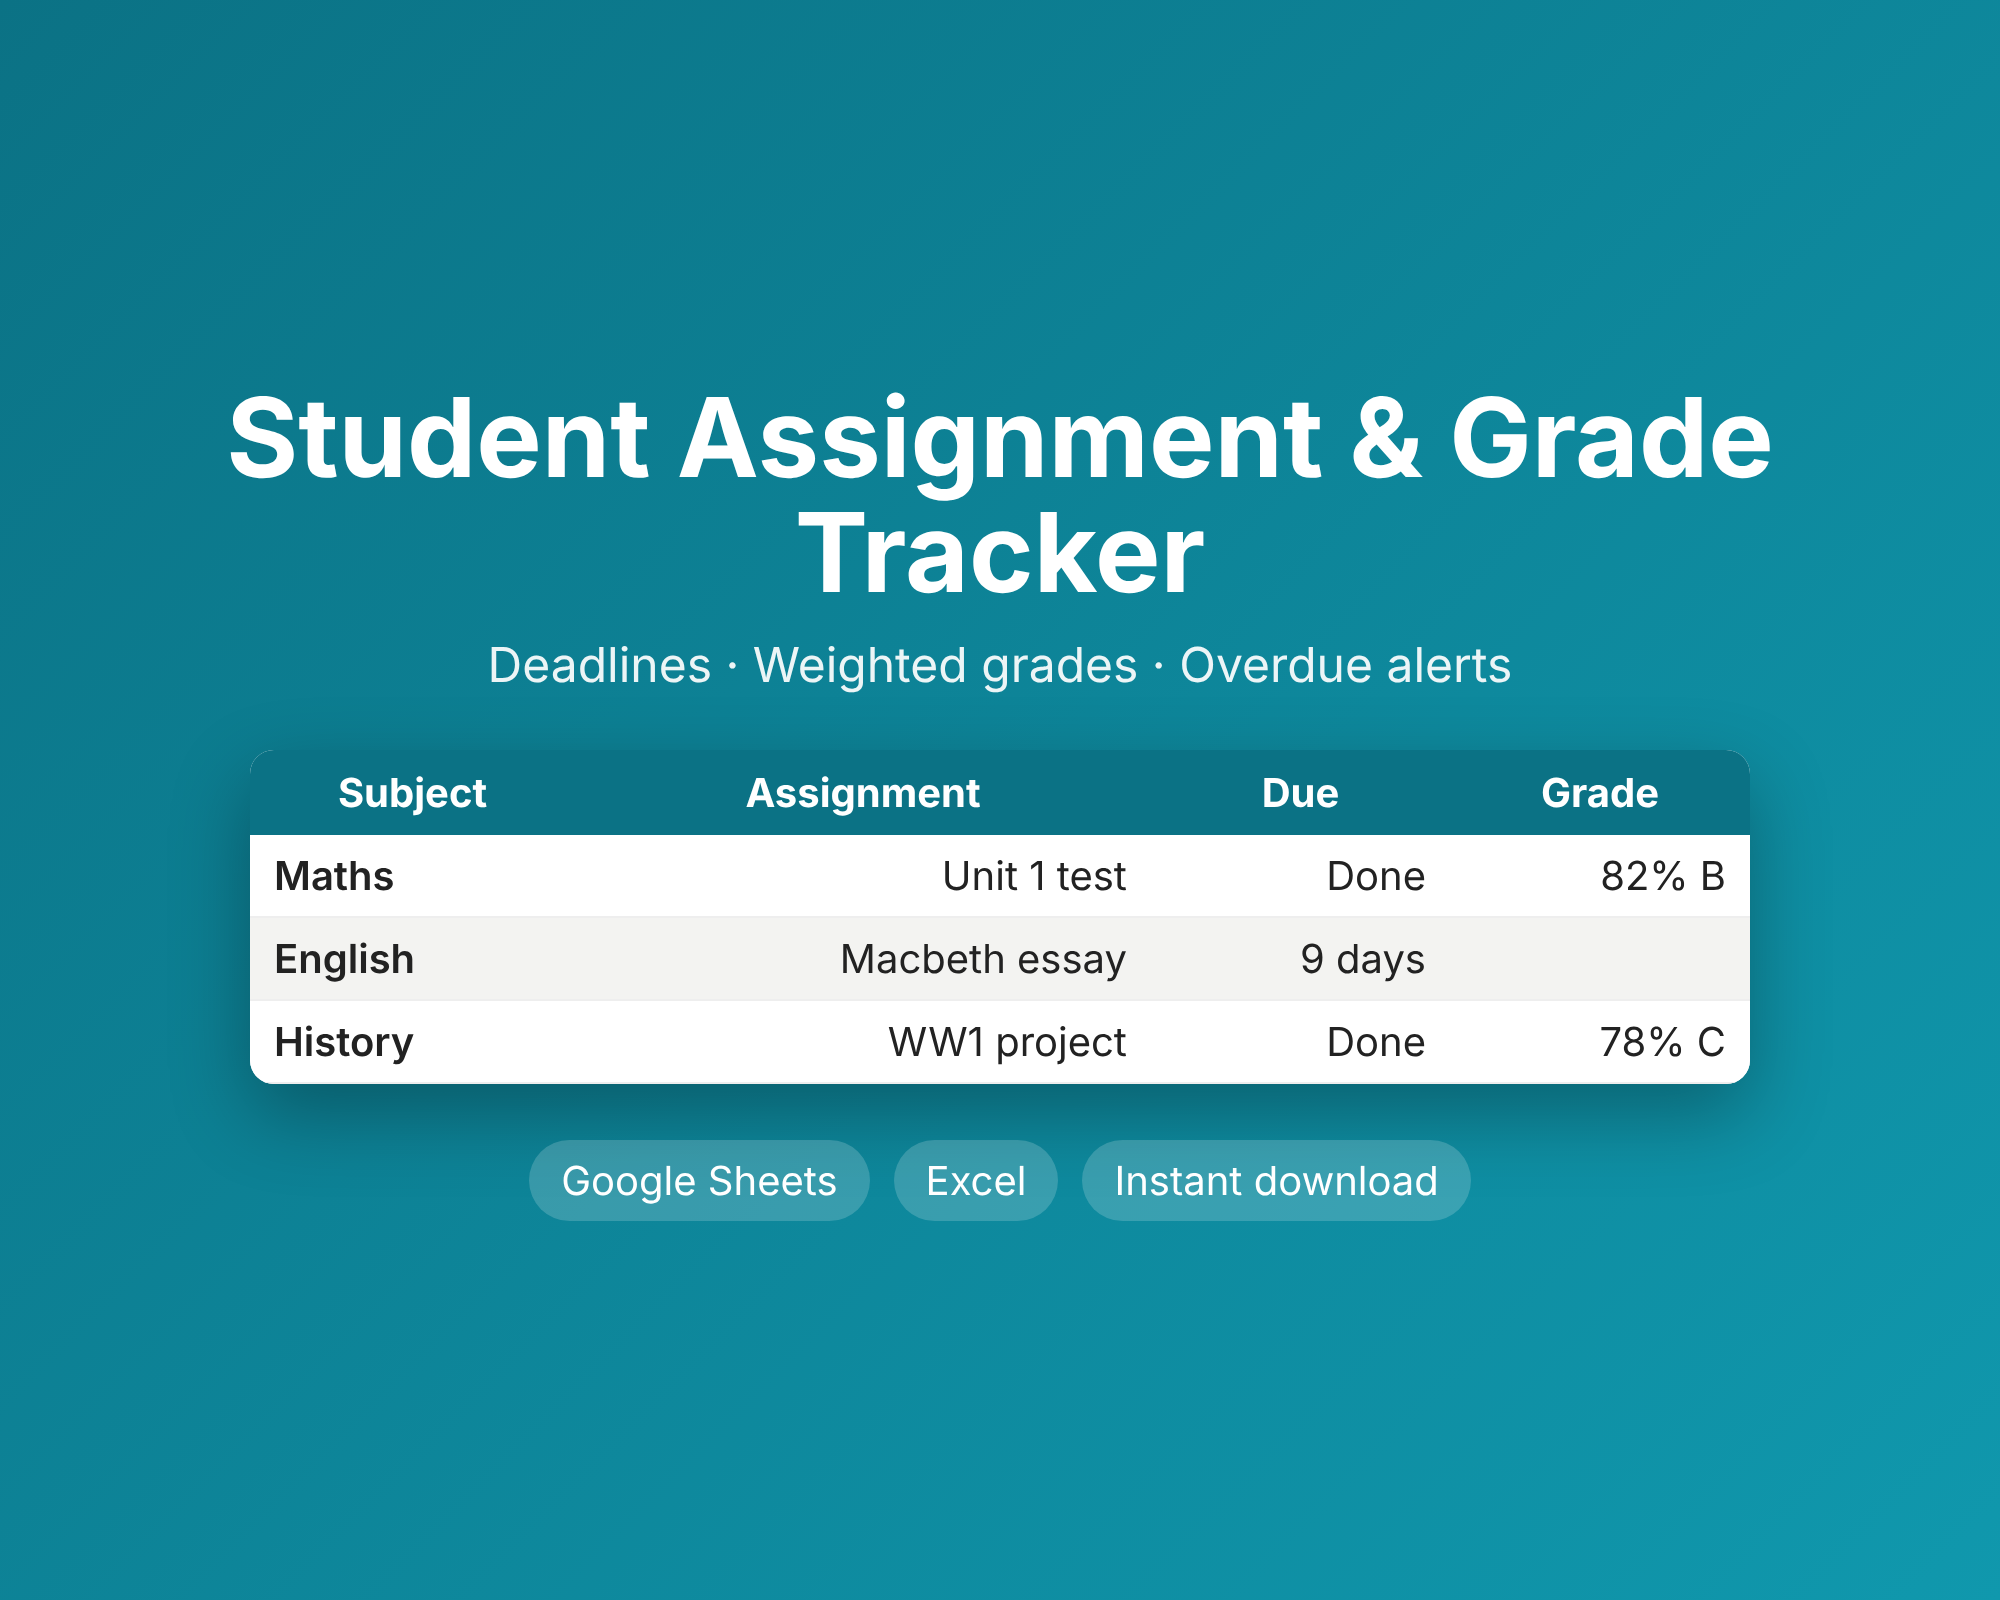 Student Assignment & Grade
Tracker
Deadlines · Weighted grades · Overdue alerts
Subject Assignment Due Grade
Maths Unit 1 test Done 82% B
English Macbeth essay 9 days
History WW1 project Done 78% C
Google Sheets Excel Instant download